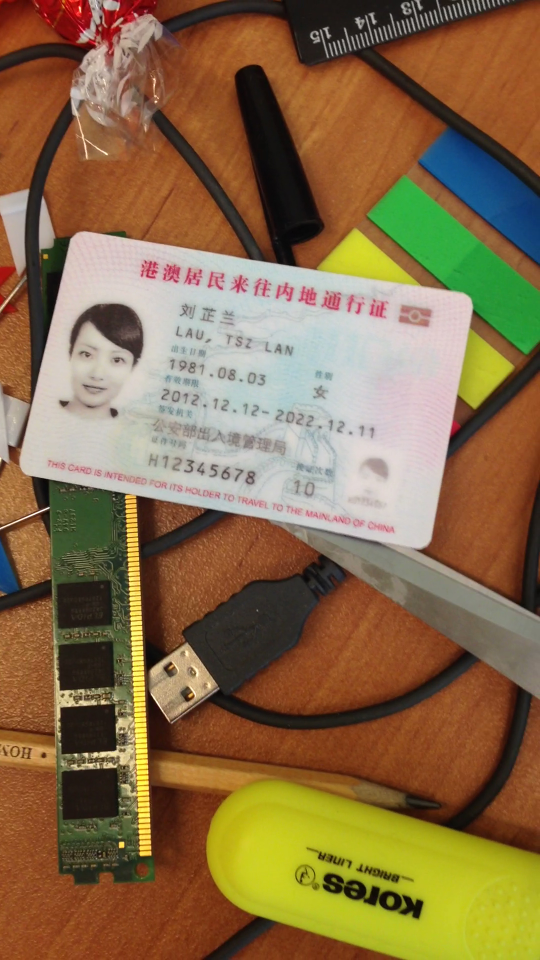 15 14 13 12
港澳居民来往内地通行证
刘芷兰
LAU, TSZ LAN
出生日期
性别
1981.08.03
女
有效期限
2012.12.12-2022.12.11
签发机关
公安部出入境管理局
证件号码
换证次数
H12345678
10
THIS CARD IS INTENDED FOR ITS HOLDER TO TRAVEL TO THE MAINLAND OF CHINA
Kores
BRIGHT LINER